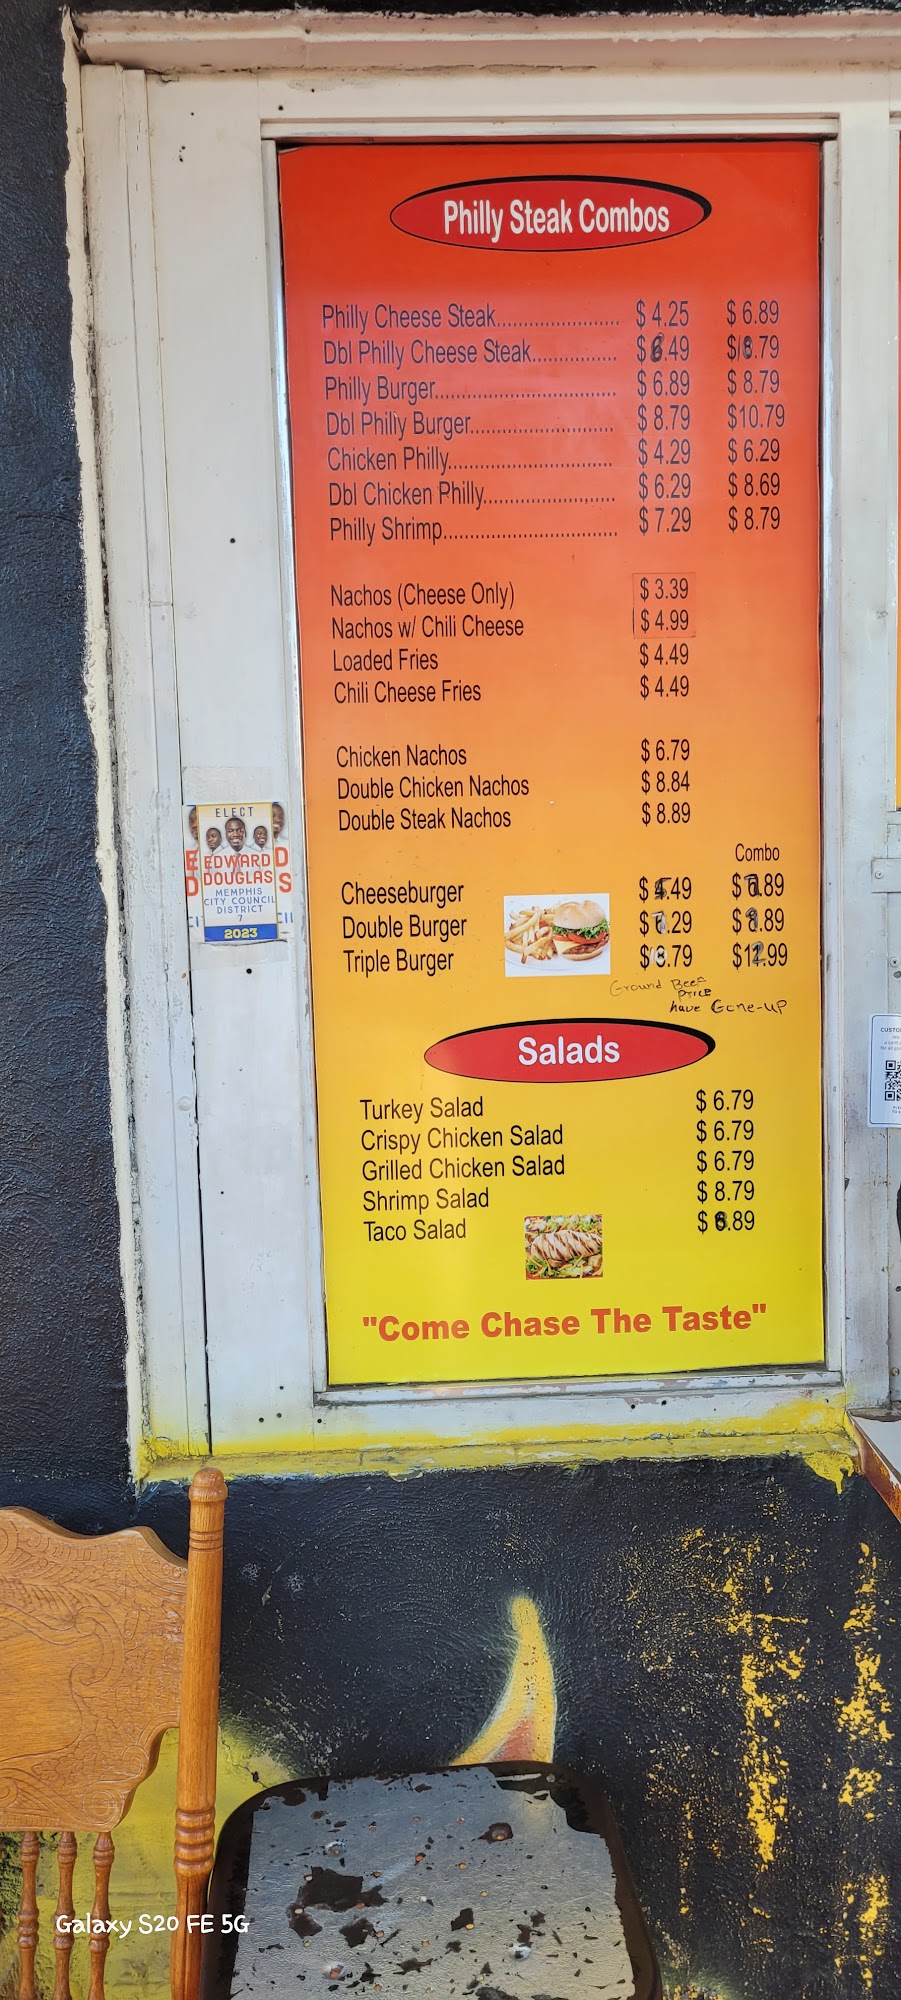 Philly Steak Combos
Philly Cheese Steak....................... $ 4.25 $ 6.89
Dbl Philly Cheese Steak................ .49 .79
Philly Burger.................................. $ 6.89 $ 8.79
Dbl Philly Burger........................... $ 8.79 $10.79
Chicken Philly............................... $ 4.29 $ 6.29
Dbl Chicken Philly......................... $ 6.29 $ 8.69
Philly Shrimp................................. $ 7.29 $ 8.79
Nachos (Cheese Only) $ 3.39
Nachos w/ Chili Cheese $ 4.99
Loaded Fries $ 4.49
Chili Cheese Fries $ 4.49
Chicken Nachos $ 6.79
Double Chicken Nachos $ 8.84
Double Steak Nachos $ 8.89
Combo
Cheeseburger
Double Burger
Triple Burger
Ground Beef
Price
have Gone-up
Salads
Turkey Salad $ 6.79
Crispy Chicken Salad $ 6.79
Grilled Chicken Salad $ 6.79
Shrimp Salad $ 8.79
Taco Salad
"Come Chase The Taste"
ELECT
EDWARD
DOUGLAS
MEMPHIS
CITY COUNCIL
DISTRICT
7
2023
Galaxy S20 FE 5G